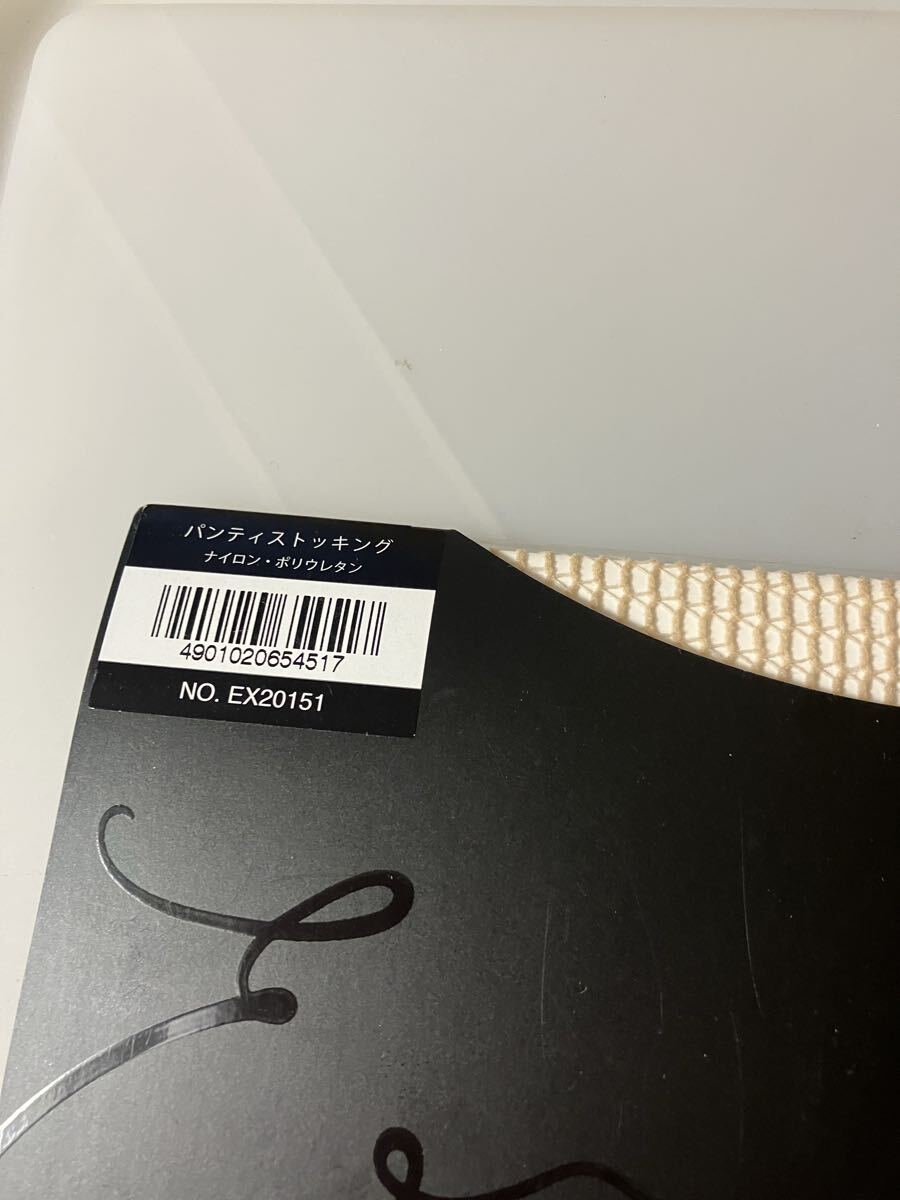 パンティストッキング
ナイロン・ポリウレタン
4901020654517
NO. EX20151